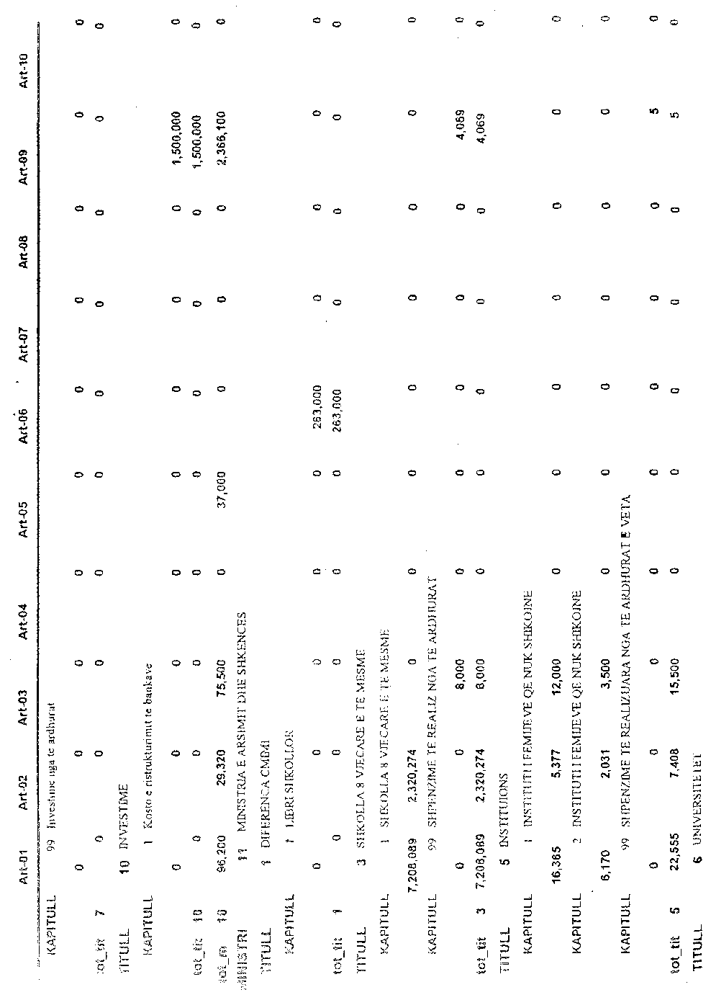 Art-01 Art-02 Art-03 Art-04 Art-05 Art-06 Art-07 Art-08 Art-09 Art-10
KAPITULL 99 Investime nga te ardhurat
0 0 0 0 0 0 0 0 0 0
tot_tit 7 0 0 0 0 0 0 0 0 0
TITULL 10 INVESTIME
KAPITULL 1 Kosto e ristrukturimit te bankave
0 0 0 0 0 0 0 0 1,500,000 0
tot_tit 10 0 0 0 0 0 0 0 0 1,500,000 0
tot_m 10 96,200 29,320 75,500 0 37,000 0 0 0 2,366,100 0
MINISTRI 11 MINISTRIA E ARSIMIT DHE SHKENCES
TITULL 1 DIFERENCA CMIMI
KAPITULL 1 LIBRI SHKOLLOR
0 0 0 0 0 263,000 0 0 0 0
tot_tit 1 0 0 0 0 0 263,000 0 0 0 0
TITULL 3 SHKOLLA 8 VJECARE E TE MESME
KAPITULL 1 SHKOLLA 8 VJECARE E TE MESME
7,208,089 2,320,274 0 0 0 0 0 0 0 0
KAPITULL 99 SHPENZIME TE REALIZ NGA TE ARDHURAT
0 0 8,000 0 0 0 0 0 4,069 0
tot_tit 3 7,208,089 2,320,274 8,000 0 0 0 0 0 4,069 0
TITULL 5 INSTITUIONS
KAPITULL 1 INSTITUTI I FEMIJEVE QE NUK SHIKOJNE
16,385 5,377 12,000 0 0 0 0 0 0 0
KAPITULL 2 INSTITUTI I FEMIJEVE QE NUK SHIKOJNE
6,170 2,031 3,500 0 0 0 0 0 0 0
KAPITULL 99 SHPENZIME TE REALIZUARA NGA TE ARDHURAT E VETA
0 0 0 0 0 0 0 0 5 0
tot_tit 5 22,555 7,408 15,500 0 0 0 0 0 5 0
TITULL 6 UNIVERSITETET